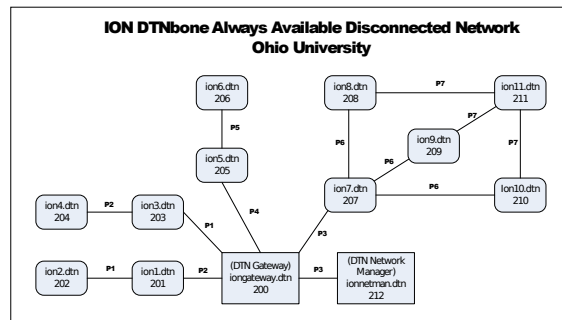 ION DTNbone Always Available Disconnected Network
Ohio University
ion6.dtn
206
ion8.dtn
208
P7
ion11.dtn
211
P5
P6
P7
ion9.dtn
209
P7
ion5.dtn
205
P6
ion7.dtn
207
P6
Ion10.dtn
210
ion4.dtn
204
P2
ion3.dtn
203
P4
P1
P3
ion2.dtn
202
P1
ion1.dtn
201
P2
(DTN Gateway)
iongateway.dtn
200
P3
(DTN Network
Manager)
ionnetman.dtn
212